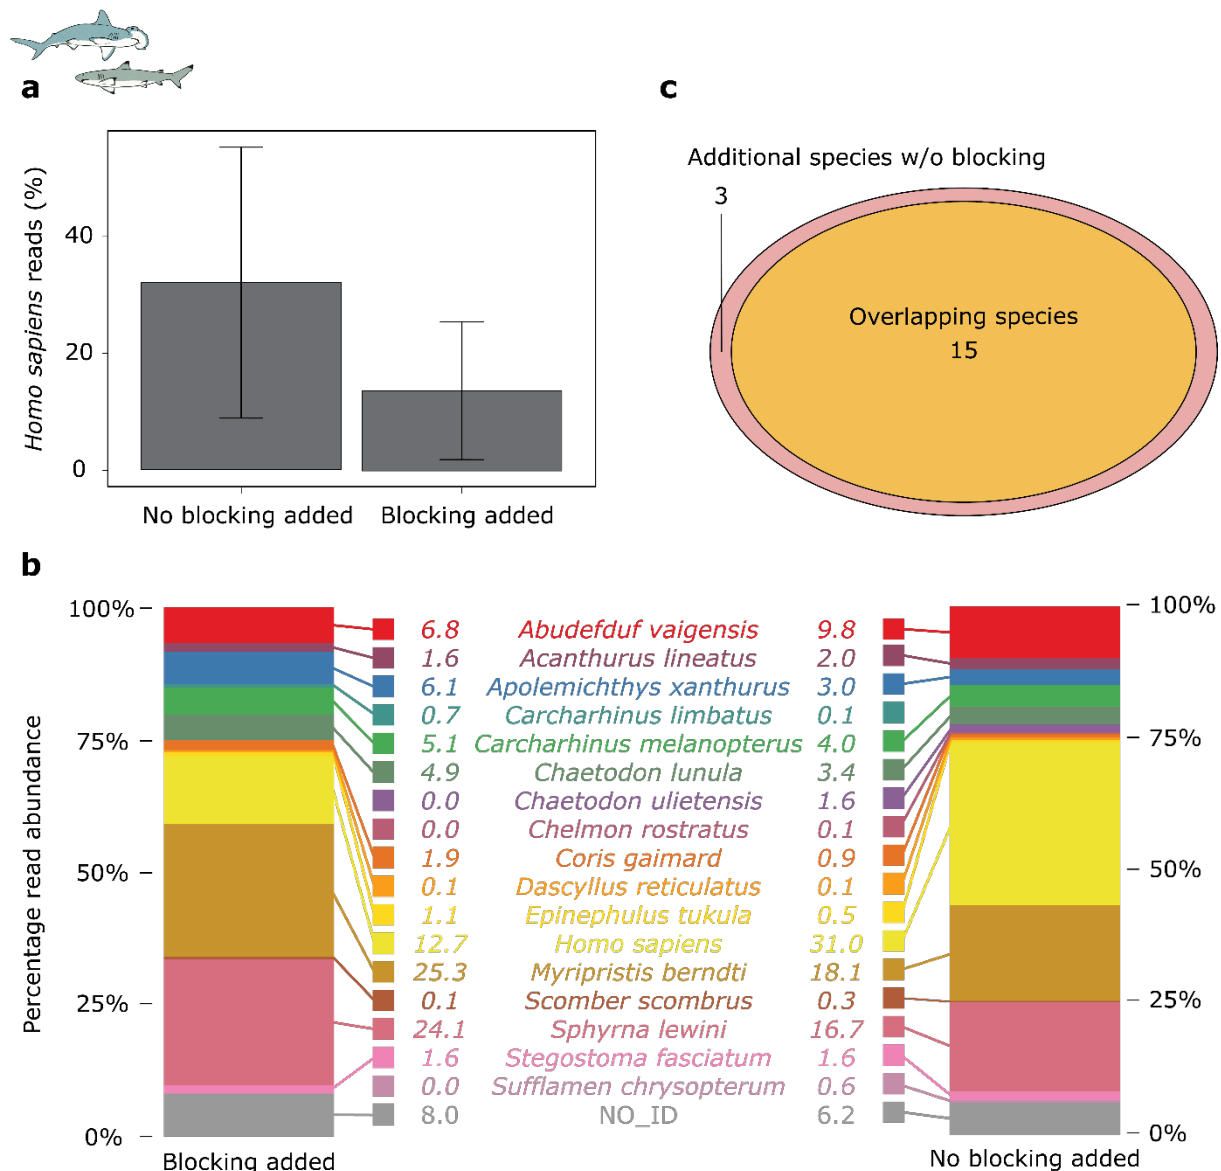 a
c
Homo sapiens reads (%)
40
20
0
No blocking added
Blocking added
Additional species w/o blocking
3
Overlapping species
15
b
Percentage read abundance
100%
75%
50%
25%
0%
Blocking added
6.8 Abudefduf vaigensis 9.8
1.6 Acanthurus lineatus 2.0
6.1 Apolemichthys xanthurus 3.0
0.7 Carcharhinus limbatus 0.1
5.1 Carcharhinus melanopterus 4.0
4.9 Chaetodon lunula 3.4
0.0 Chaetodon ulietensis 1.6
0.0 Chelmon rostratus 0.1
1.9 Coris gaimard 0.9
0.1 Dascyllus reticulatus 0.1
1.1 Epinephulus tukula 0.5
12.7 Homo sapiens 31.0
25.3 Myripristis berndti 18.1
0.1 Scomber scombrus 0.3
24.1 Sphyrna lewini 16.7
1.6 Stegostoma fasciatum 1.6
0.0 Sufflamen chrysopterum 0.6
8.0 NO_ID 6.2
100%
75%
50%
25%
0%
No blocking added